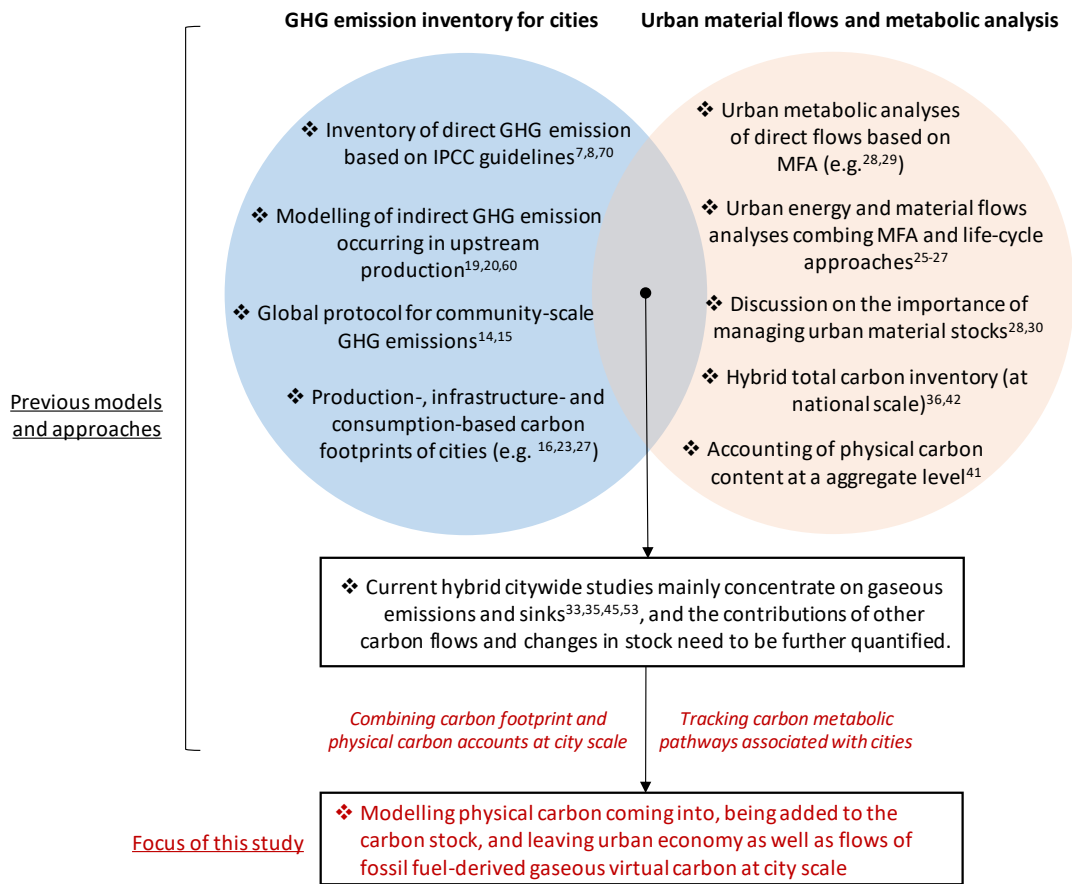 GHG emission inventory for cities
Urban material flows and metabolic analysis
❖ Inventory of direct GHG emission
based on IPCC guidelines7,8,70
❖ Modelling of indirect GHG emission
occurring in upstream
production19,20,60
❖ Global protocol for community-scale
GHG emissions14,15
❖ Production-, infrastructure- and
consumption-based carbon
footprints of cities (e.g. 16,23,27)
❖ Urban metabolic analyses
of direct flows based on
MFA (e.g.28,29)
❖ Urban energy and material flows
analyses combing MFA and life-cycle
approaches25-27
❖ Discussion on the importance of
managing urban material stocks28,30
❖ Hybrid total carbon inventory (at
national scale)36,42
❖ Accounting of physical carbon
content at a aggregate level41
Previous models
and approaches
❖ Current hybrid citywide studies mainly concentrate on gaseous
emissions and sinks33,35,45,53, and the contributions of other
carbon flows and changes in stock need to be further quantified.
Combining carbon footprint and
physical carbon accounts at city scale
Tracking carbon metabolic
pathways associated with cities
Focus of this study
❖ Modelling physical carbon coming into, being added to the
carbon stock, and leaving urban economy as well as flows of
fossil fuel-derived gaseous virtual carbon at city scale